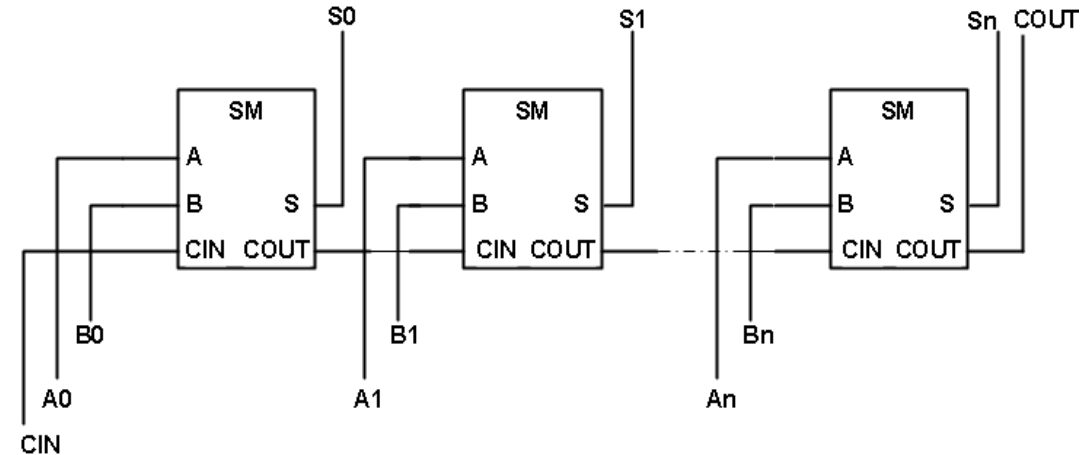 S0 S1 Sn COUT
SM SM SM
A A A
B S B S B S
CIN COUT CIN COUT CIN COUT
B0 B1 Bn
A0 A1 An
CIN